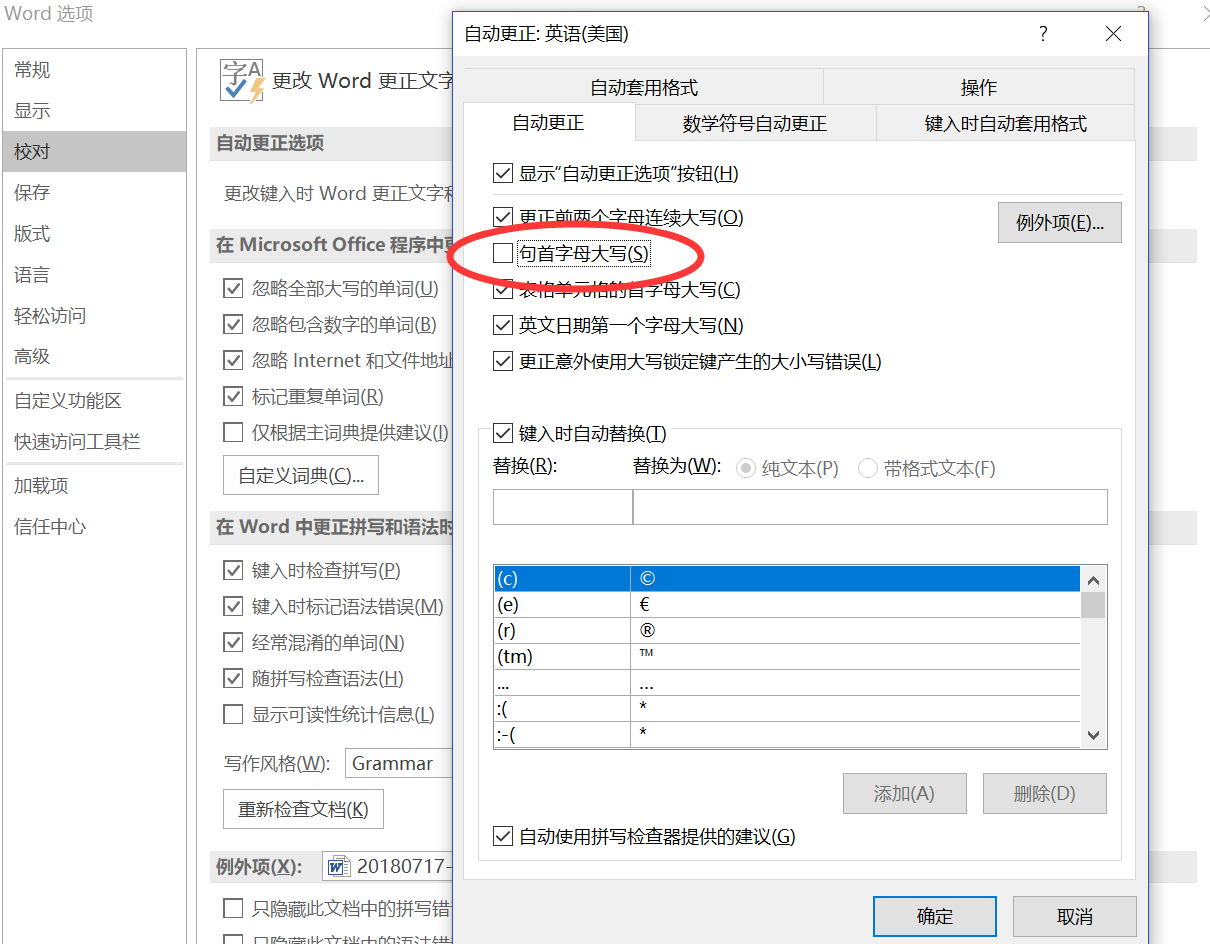 Word 选项
常规
显示
校对
保存
版式
语言
轻松访问
高级
自定义功能区
快速访问工具栏
加载项
信任中心
字A
更改 Word 更正文字
自动更正选项
更改键入时 Word 更正文字和
在 Microsoft Office 程序中更
忽略全部大写的单词(U)
忽略包含数字的单词(B)
忽略 Internet 和文件地址
标记重复单词(R)
仅根据主词典提供建议(I)
自定义词典(C)...
在 Word 中更正拼写和语法时
键入时检查拼写(P)
键入时标记语法错误(M)
经常混淆的单词(N)
随拼写检查语法(H)
显示可读性统计信息(L)
写作风格(W): Grammar
重新检查文档(K)
例外项(X): 20180717-
只隐藏此文档中的拼写错
只隐藏此文档中的语法错
自动更正: 英语(美国)
?
自动套用格式 操作
自动更正 数学符号自动更正 键入时自动套用格式
显示“自动更正选项”按钮(H)
更正前两个字母连续大写(O)
例外项(E)...
句首字母大写(S)
表格单元格的首字母大写(C)
英文日期第一个字母大写(N)
更正意外使用大写锁定键产生的大小写错误(L)
键入时自动替换(T)
替换(R): 替换为(W): 纯文本(P) 带格式文本(F)
(c) ©
(e) €
(r) ®
(tm) ™
... …
:( *
:-( *
添加(A) 删除(D)
自动使用拼写检查器提供的建议(G)
确定 取消